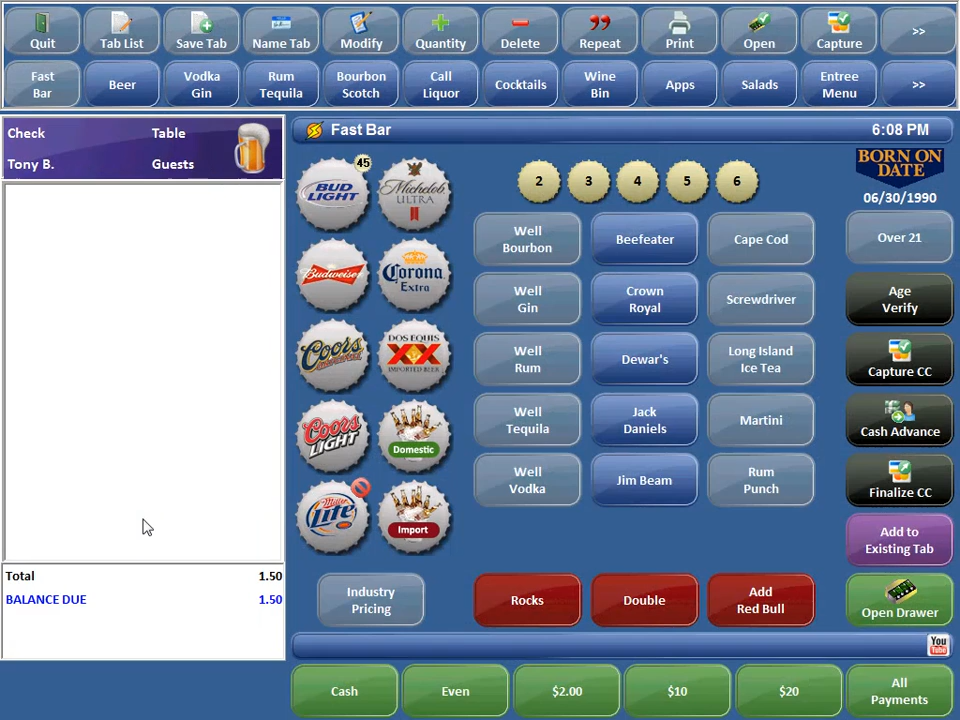 Quit
Tab List
Save Tab
Name Tab
Modify
Quantity
Delete
Repeat
Print
Open
Capture
>>
Fast
Bar
Beer
Vodka
Gin
Rum
Tequila
Bourbon
Scotch
Call
Liquor
Cocktails
Wine
Bin
Apps
Salads
Entree
Menu
>>
Check
Table
Tony B.
Guests
Fast Bar
6:08 PM
45
BUD
LIGHT
Michelob
ULTRA
2
3
4
5
6
BORN ON
DATE
06/30/1990
Well
Bourbon
Beefeater
Cape Cod
Over 21
Budweiser
Corona
Extra
Well
Gin
Crown
Royal
Screwdriver
Age
Verify
Coors
DOS EQUIS
XX
IMPORTED BEER
Well
Rum
Dewar's
Long Island
Ice Tea
Capture CC
Coors
LIGHT
Domestic
Well
Tequila
Jack
Daniels
Martini
Cash Advance
Miller
Lite
Import
Well
Vodka
Jim Beam
Rum
Punch
Finalize CC
Add to
Existing Tab
Total 1.50
BALANCE DUE 1.50
Industry
Pricing
Rocks
Double
Add
Red Bull
Open Drawer
You
Tube
Cash
Even
$2.00
$10
$20
All
Payments